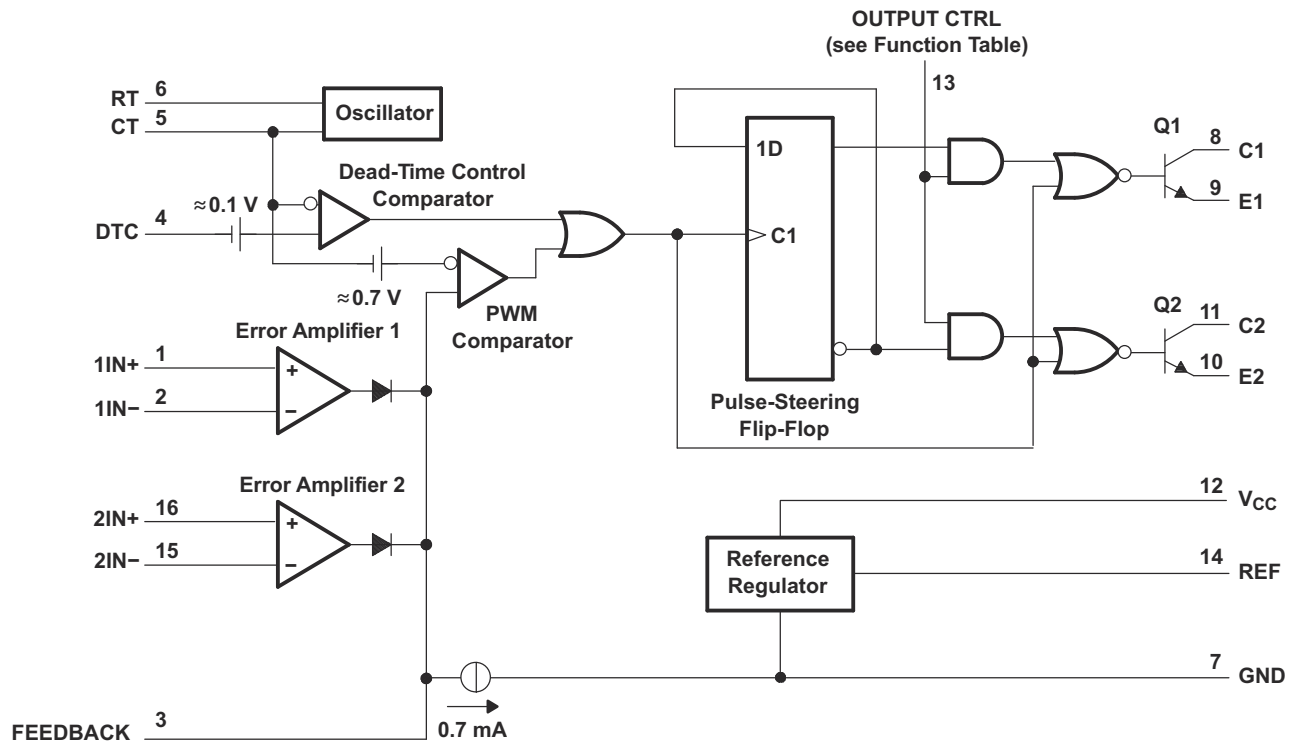 OUTPUT CTRL
(see Function Table)
13
RT 6
CT 5
Oscillator
Dead-Time Control
Comparator
≈0.1 V
DTC 4
≈0.7 V
PWM
Comparator
1D
C1
Pulse-Steering
Flip-Flop
Q1
8 C1
9 E1
Q2
11 C2
10 E2
Error Amplifier 1
1IN+ 1
+
1IN− 2
−
Error Amplifier 2
2IN+ 16
+
2IN− 15
−
12 VCC
Reference
Regulator
14 REF
7 GND
0.7 mA
FEEDBACK 3